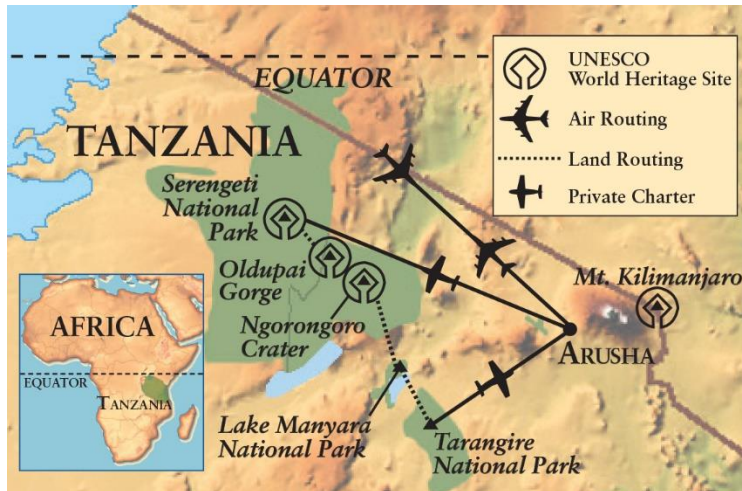 EQUATOR
TANZANIA
Serengeti
National
Park
Oldupai
Gorge
Ngorongoro
Crater
Lake Manyara
National Park
Tarangire
National Park
ARUSHA
Mt. Kilimanjaro
UNESCO
World Heritage Site
Air Routing
Land Routing
Private Charter
AFRICA
EQUATOR
TANZANIA